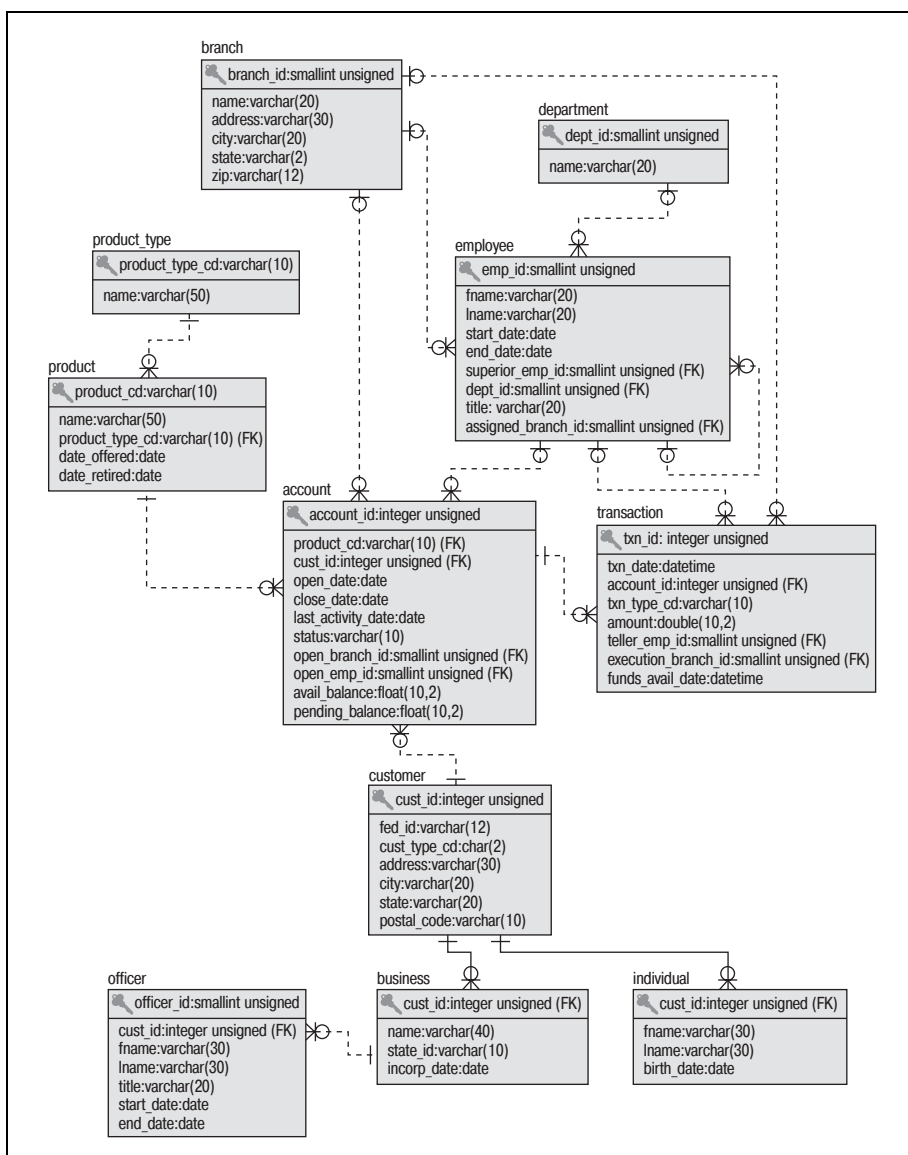 branch
branch_id:smallint unsigned
name:varchar(20)
address:varchar(30)
city:varchar(20)
state:varchar(2)
zip:varchar(12)
department
dept_id:smallint unsigned
name:varchar(20)
product_type
product_type_cd:varchar(10)
name:varchar(50)
employee
emp_id:smallint unsigned
fname:varchar(20)
lname:varchar(20)
start_date:date
end_date:date
superior_emp_id:smallint unsigned (FK)
dept_id:smallint unsigned (FK)
title: varchar(20)
assigned_branch_id:smallint unsigned (FK)
product
product_cd:varchar(10)
name:varchar(50)
product_type_cd:varchar(10) (FK)
date_offered:date
date_retired:date
account
account_id:integer unsigned
product_cd:varchar(10) (FK)
cust_id:integer unsigned (FK)
open_date:date
close_date:date
last_activity_date:date
status:varchar(10)
open_branch_id:smallint unsigned (FK)
open_emp_id:smallint unsigned (FK)
avail_balance:float(10,2)
pending_balance:float(10,2)
transaction
txn_id: integer unsigned
txn_date:datetime
account_id:integer unsigned (FK)
txn_type_cd:varchar(10)
amount:double(10,2)
teller_emp_id:smallint unsigned (FK)
execution_branch_id:smallint unsigned (FK)
funds_avail_date:datetime
customer
cust_id:integer unsigned
fed_id:varchar(12)
cust_type_cd:char(2)
address:varchar(30)
city:varchar(20)
state:varchar(20)
postal_code:varchar(10)
officer
officer_id:smallint unsigned
cust_id:integer unsigned (FK)
fname:varchar(30)
lname:varchar(30)
title:varchar(20)
start_date:date
end_date:date
business
cust_id:integer unsigned (FK)
name:varchar(40)
state_id:varchar(10)
incorp_date:date
individual
cust_id:integer unsigned (FK)
fname:varchar(30)
lname:varchar(30)
birth_date:date